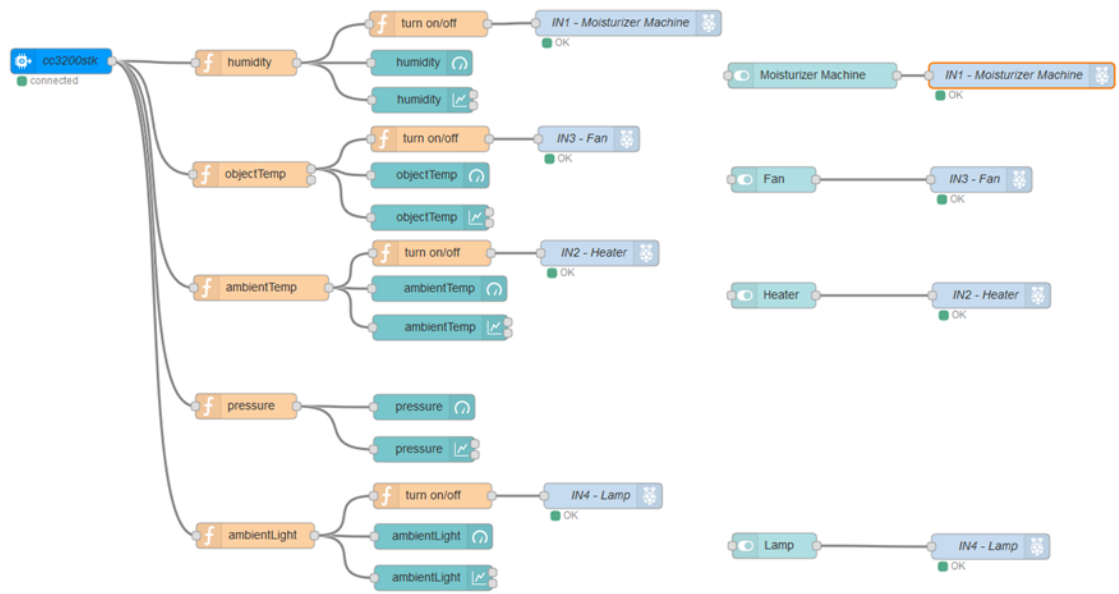 turn on/off
IN1 - Moisturizer Machine
OK
cc3200stk
connected
humidity
humidity
humidity
Moisturizer Machine
IN1 - Moisturizer Machine
OK
turn on/off
IN3 - Fan
OK
objectTemp
objectTemp
objectTemp
Fan
IN3 - Fan
OK
turn on/off
IN2 - Heater
OK
ambientTemp
ambientTemp
ambientTemp
Heater
IN2 - Heater
OK
pressure
pressure
pressure
turn on/off
IN4 - Lamp
OK
ambientLight
ambientLight
ambientLight
Lamp
IN4 - Lamp
OK